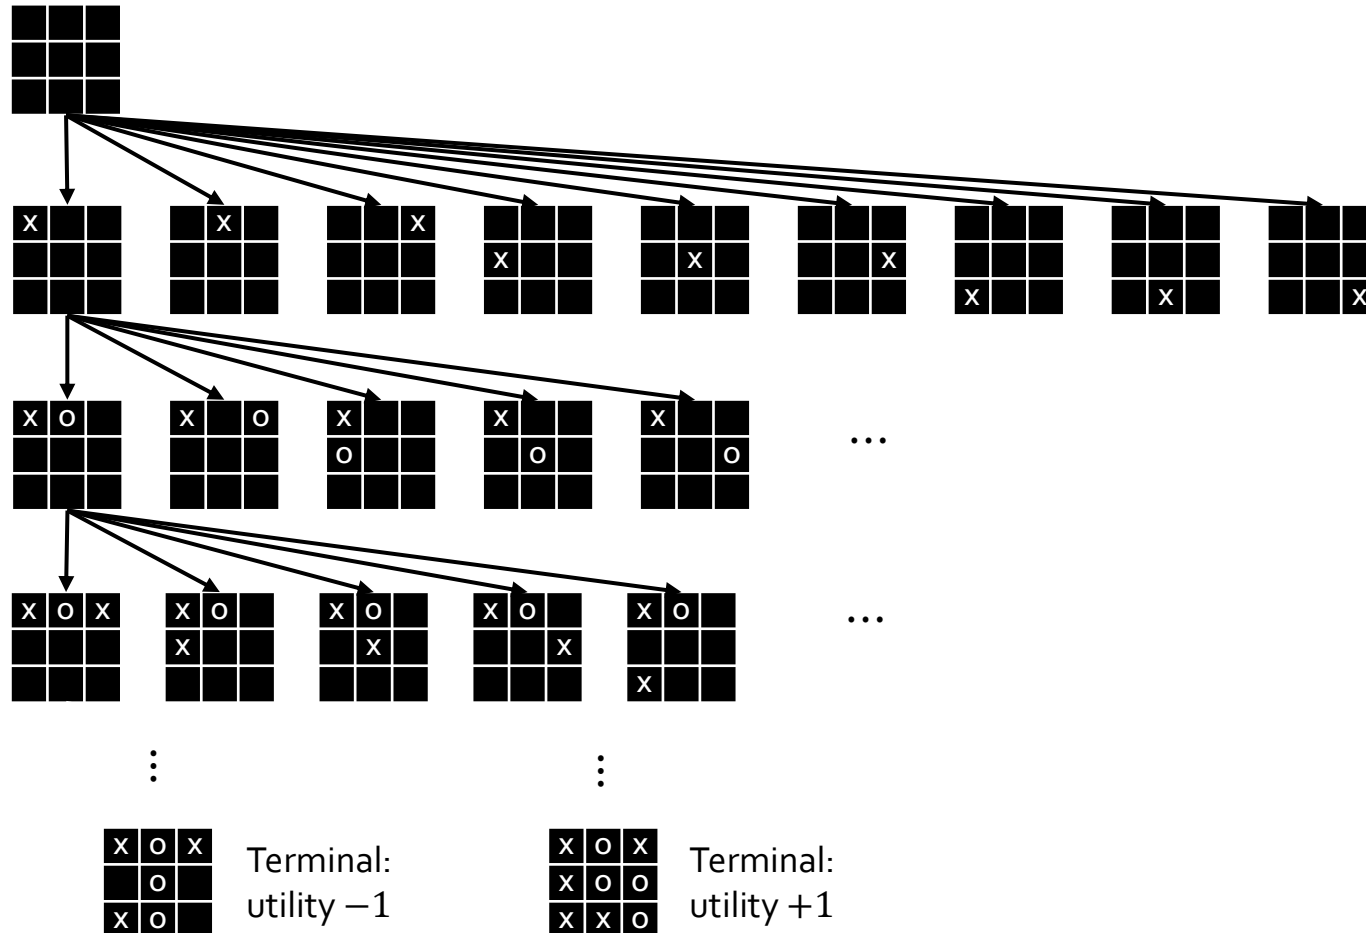 x x x
x x x
x x x
x o x o x x x
o o o
x o x x o x o x o x o
x x x
x
⋮ ⋮
x o x Terminal: x o x Terminal:
o utility −1 x o o utility +1
x o x x o
…
…